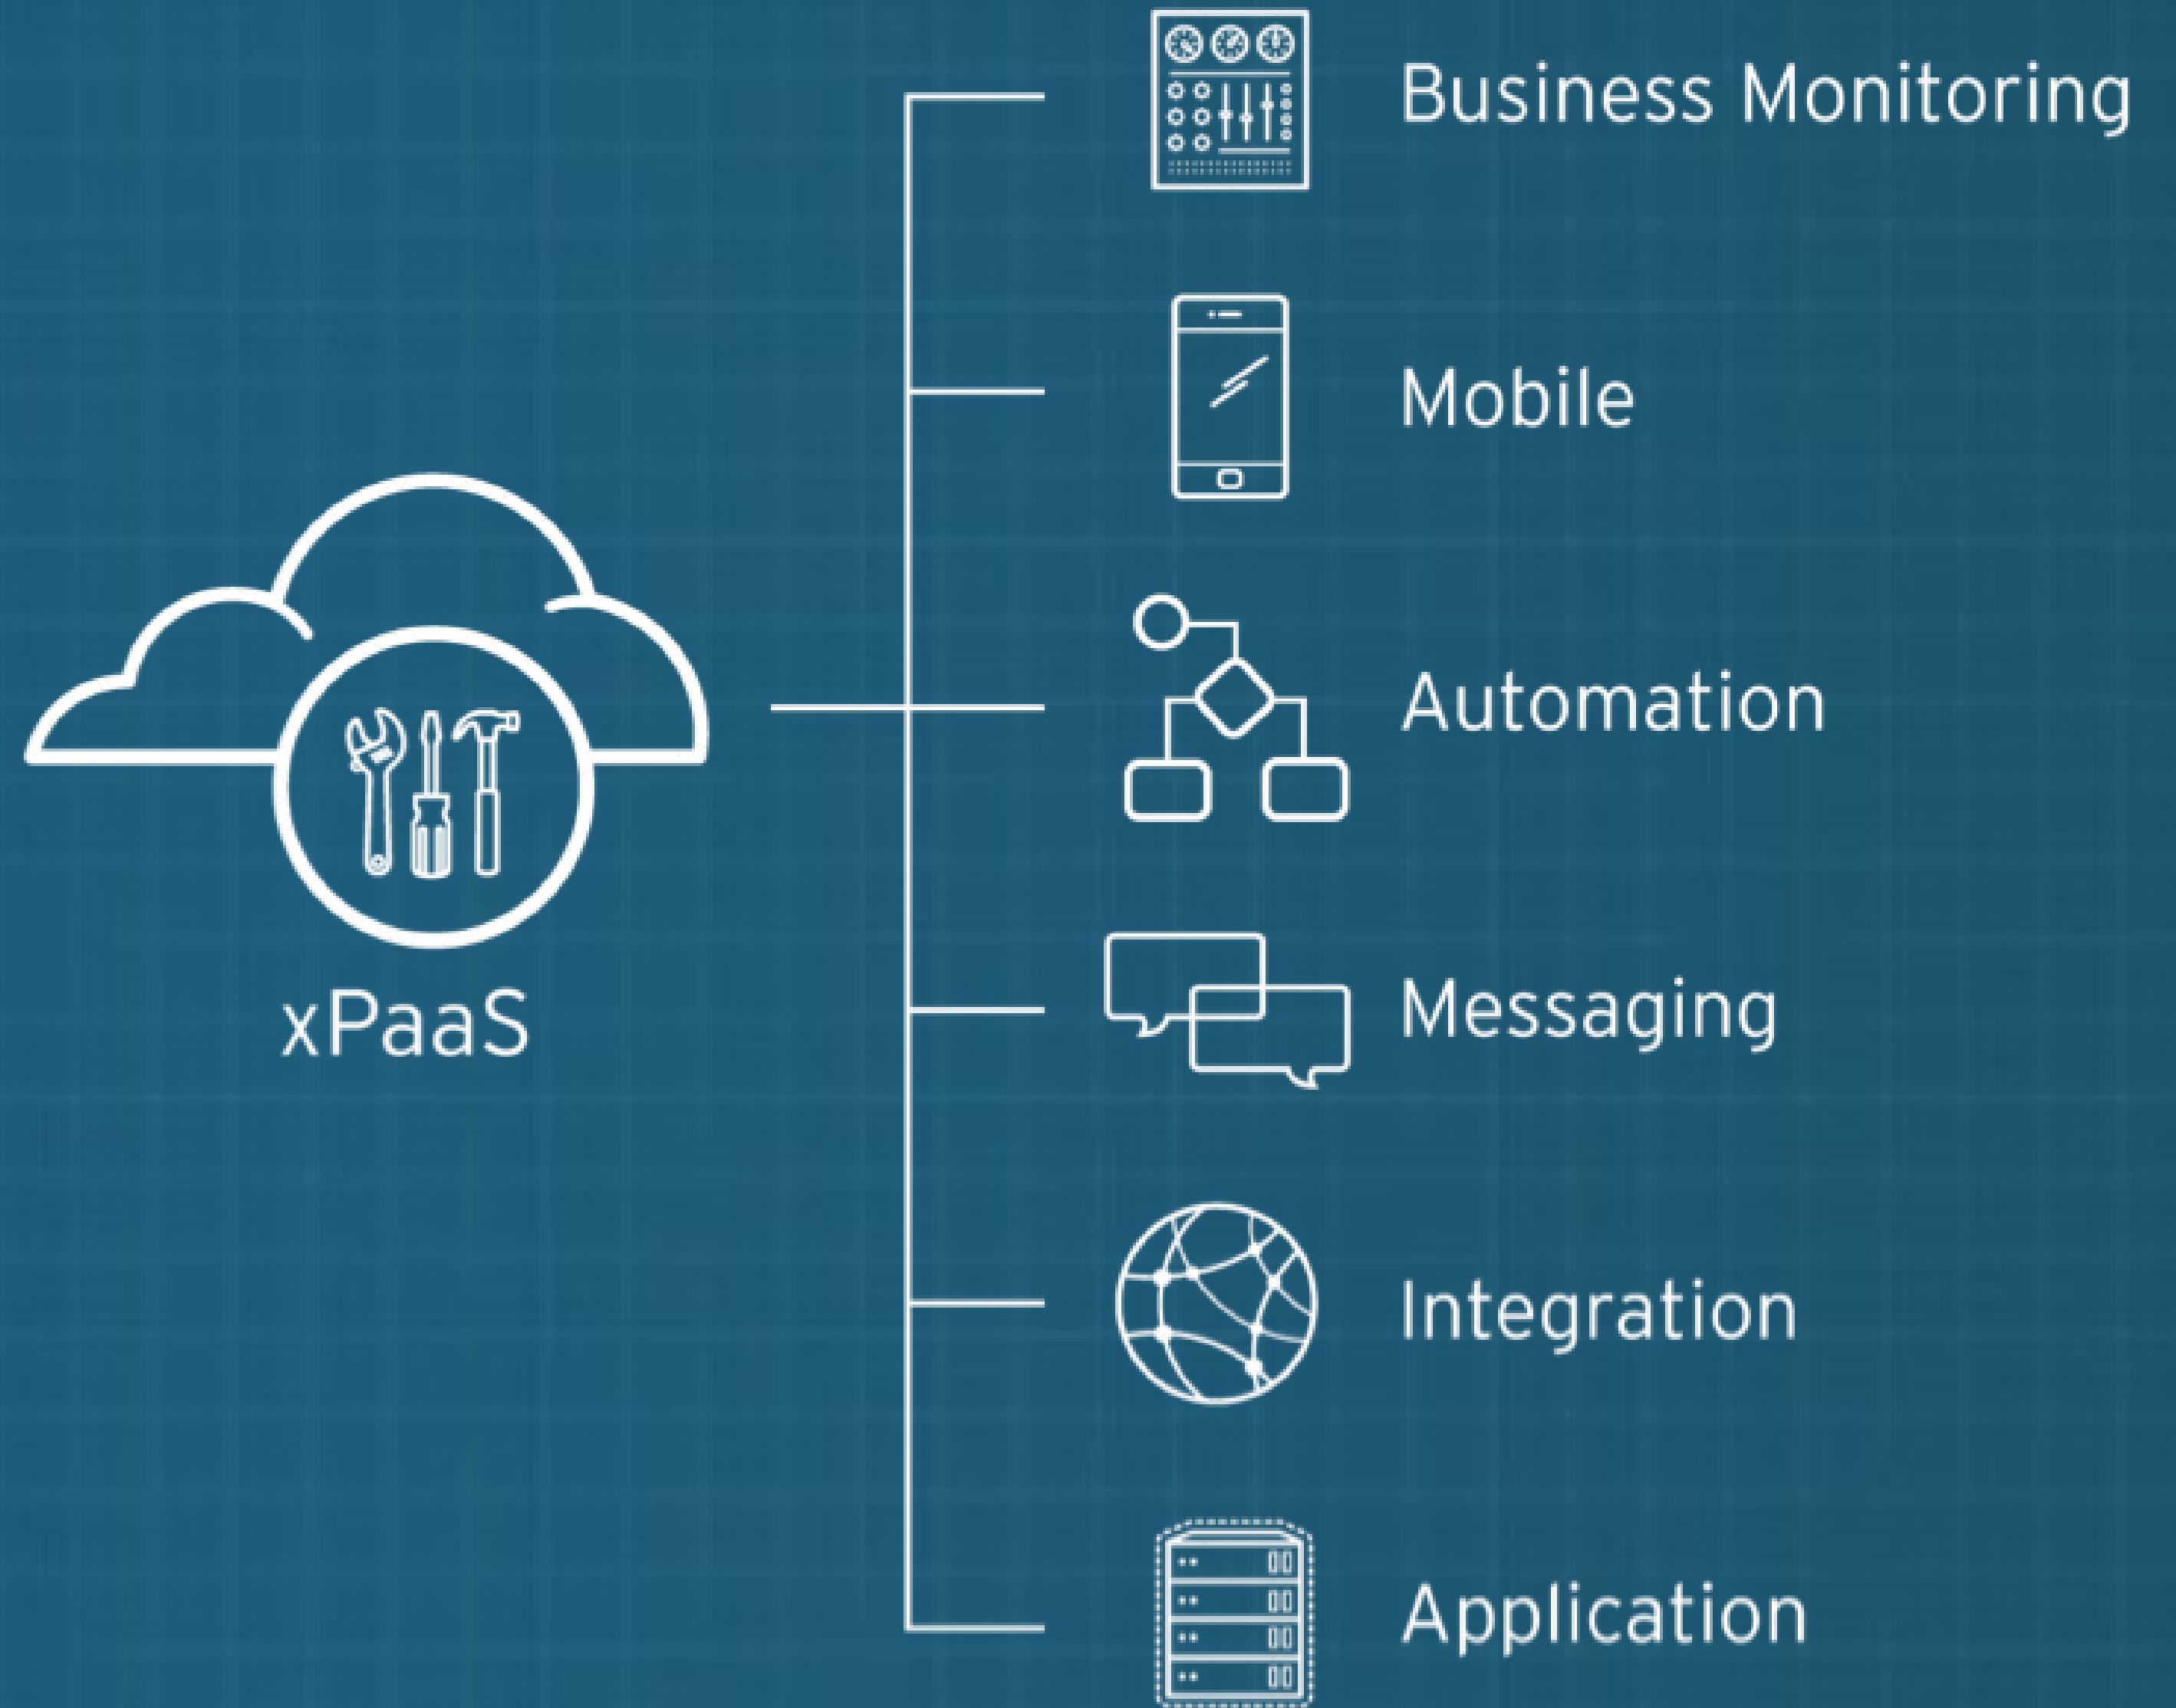 Business Monitoring
Mobile
Automation
xPaaS
Messaging
Integration
Application